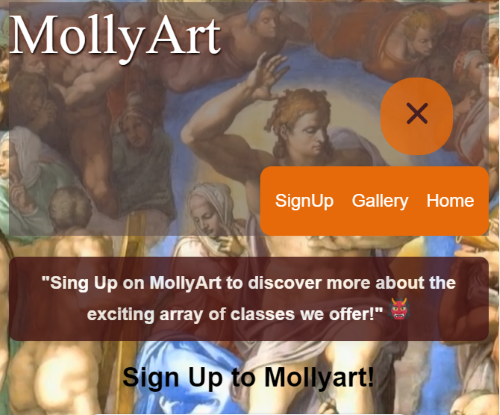 MollyArt
SignUp Gallery Home
"Sing Up on MollyArt to discover more about the
exciting array of classes we offer!" 👹
Sign Up to Mollyart!